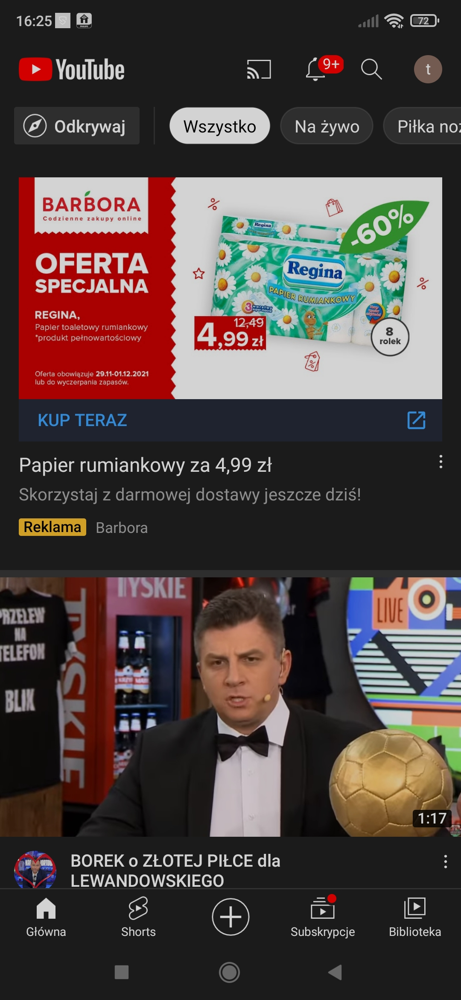 16:25
72
YouTube
9+
t
Odkrywaj
Wszystko
Na żywo
Piłka noż
BARBORA
Codzienne zakupy online
OFERTA
SPECJALNA
REGINA,
Papier toaletowy rumiankowy
*produkt pełnowartościowy
Oferta obowiązuje 29.11-01.12.2021
lub do wyczerpania zapasów.
-60%
Regina
Regina
PAPIER RUMIANKOWY
3 warstwy
super mocne
12,49
4,99 zł
8
rolek
KUP TERAZ
Papier rumiankowy za 4,99 zł
Skorzystaj z darmowej dostawy jeszcze dziś!
Reklama
Barbora
TYSKIE
TYSKIE
PRZELEW
NA
TELEFON
BLIK
LIVE
1:17
BOREK o ZŁOTEJ PIŁCE dla
LEWANDOWSKIEGO
Główna
Shorts
Subskrypcje
Biblioteka